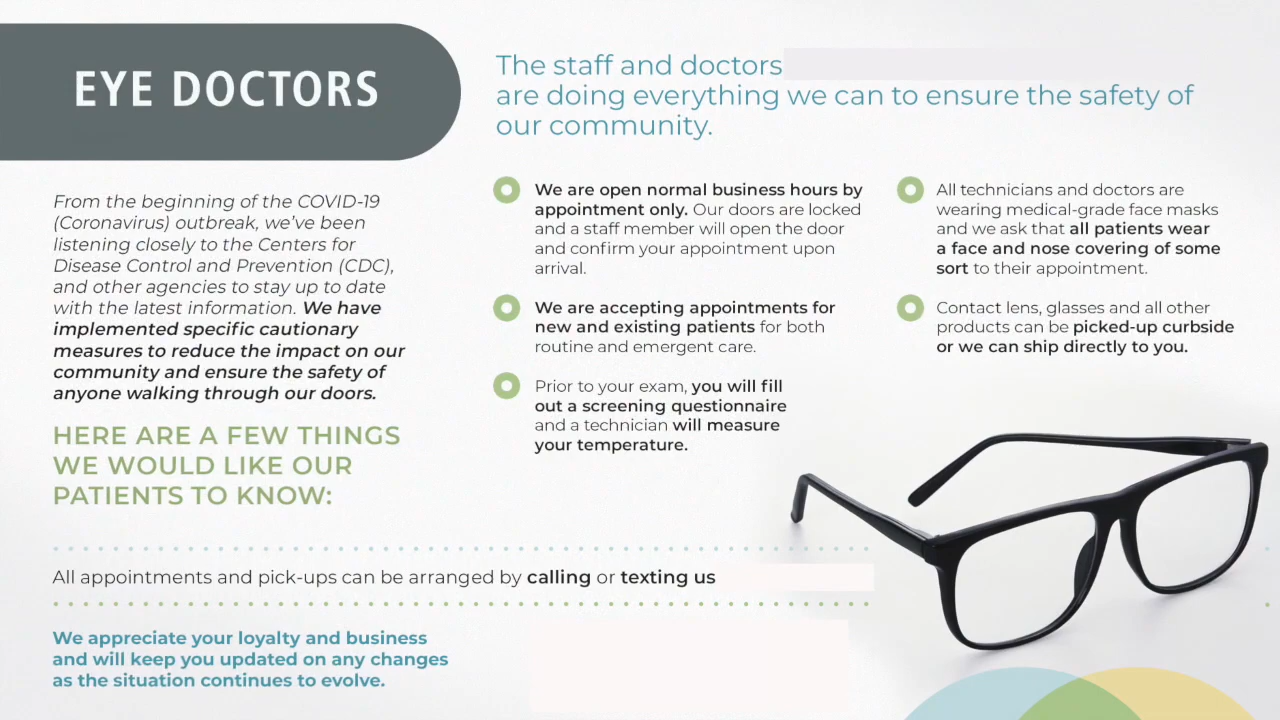 EYE DOCTORS
The staff and doctors
are doing everything we can to ensure the safety of
our community.
From the beginning of the COVID-19
(Coronavirus) outbreak, we've been
listening closely to the Centers for
Disease Control and Prevention (CDC),
and other agencies to stay up to date
with the latest information. We have
implemented specific cautionary
measures to reduce the impact on our
community and ensure the safety of
anyone walking through our doors.
HERE ARE A FEW THINGS
WE WOULD LIKE OUR
PATIENTS TO KNOW:
We are open normal business hours by
appointment only. Our doors are locked
and a staff member will open the door
and confirm your appointment upon
arrival.
We are accepting appointments for
new and existing patients for both
routine and emergent care.
Prior to your exam, you will fill
out a screening questionnaire
and a technician will measure
your temperature.
All technicians and doctors are
wearing medical-grade face masks
and we ask that all patients wear
a face and nose covering of some
sort to their appointment.
Contact lens, glasses and all other
products can be picked-up curbside
or we can ship directly to you.
All appointments and pick-ups can be arranged by calling or texting us
We appreciate your loyalty and business
and will keep you updated on any changes
as the situation continues to evolve.